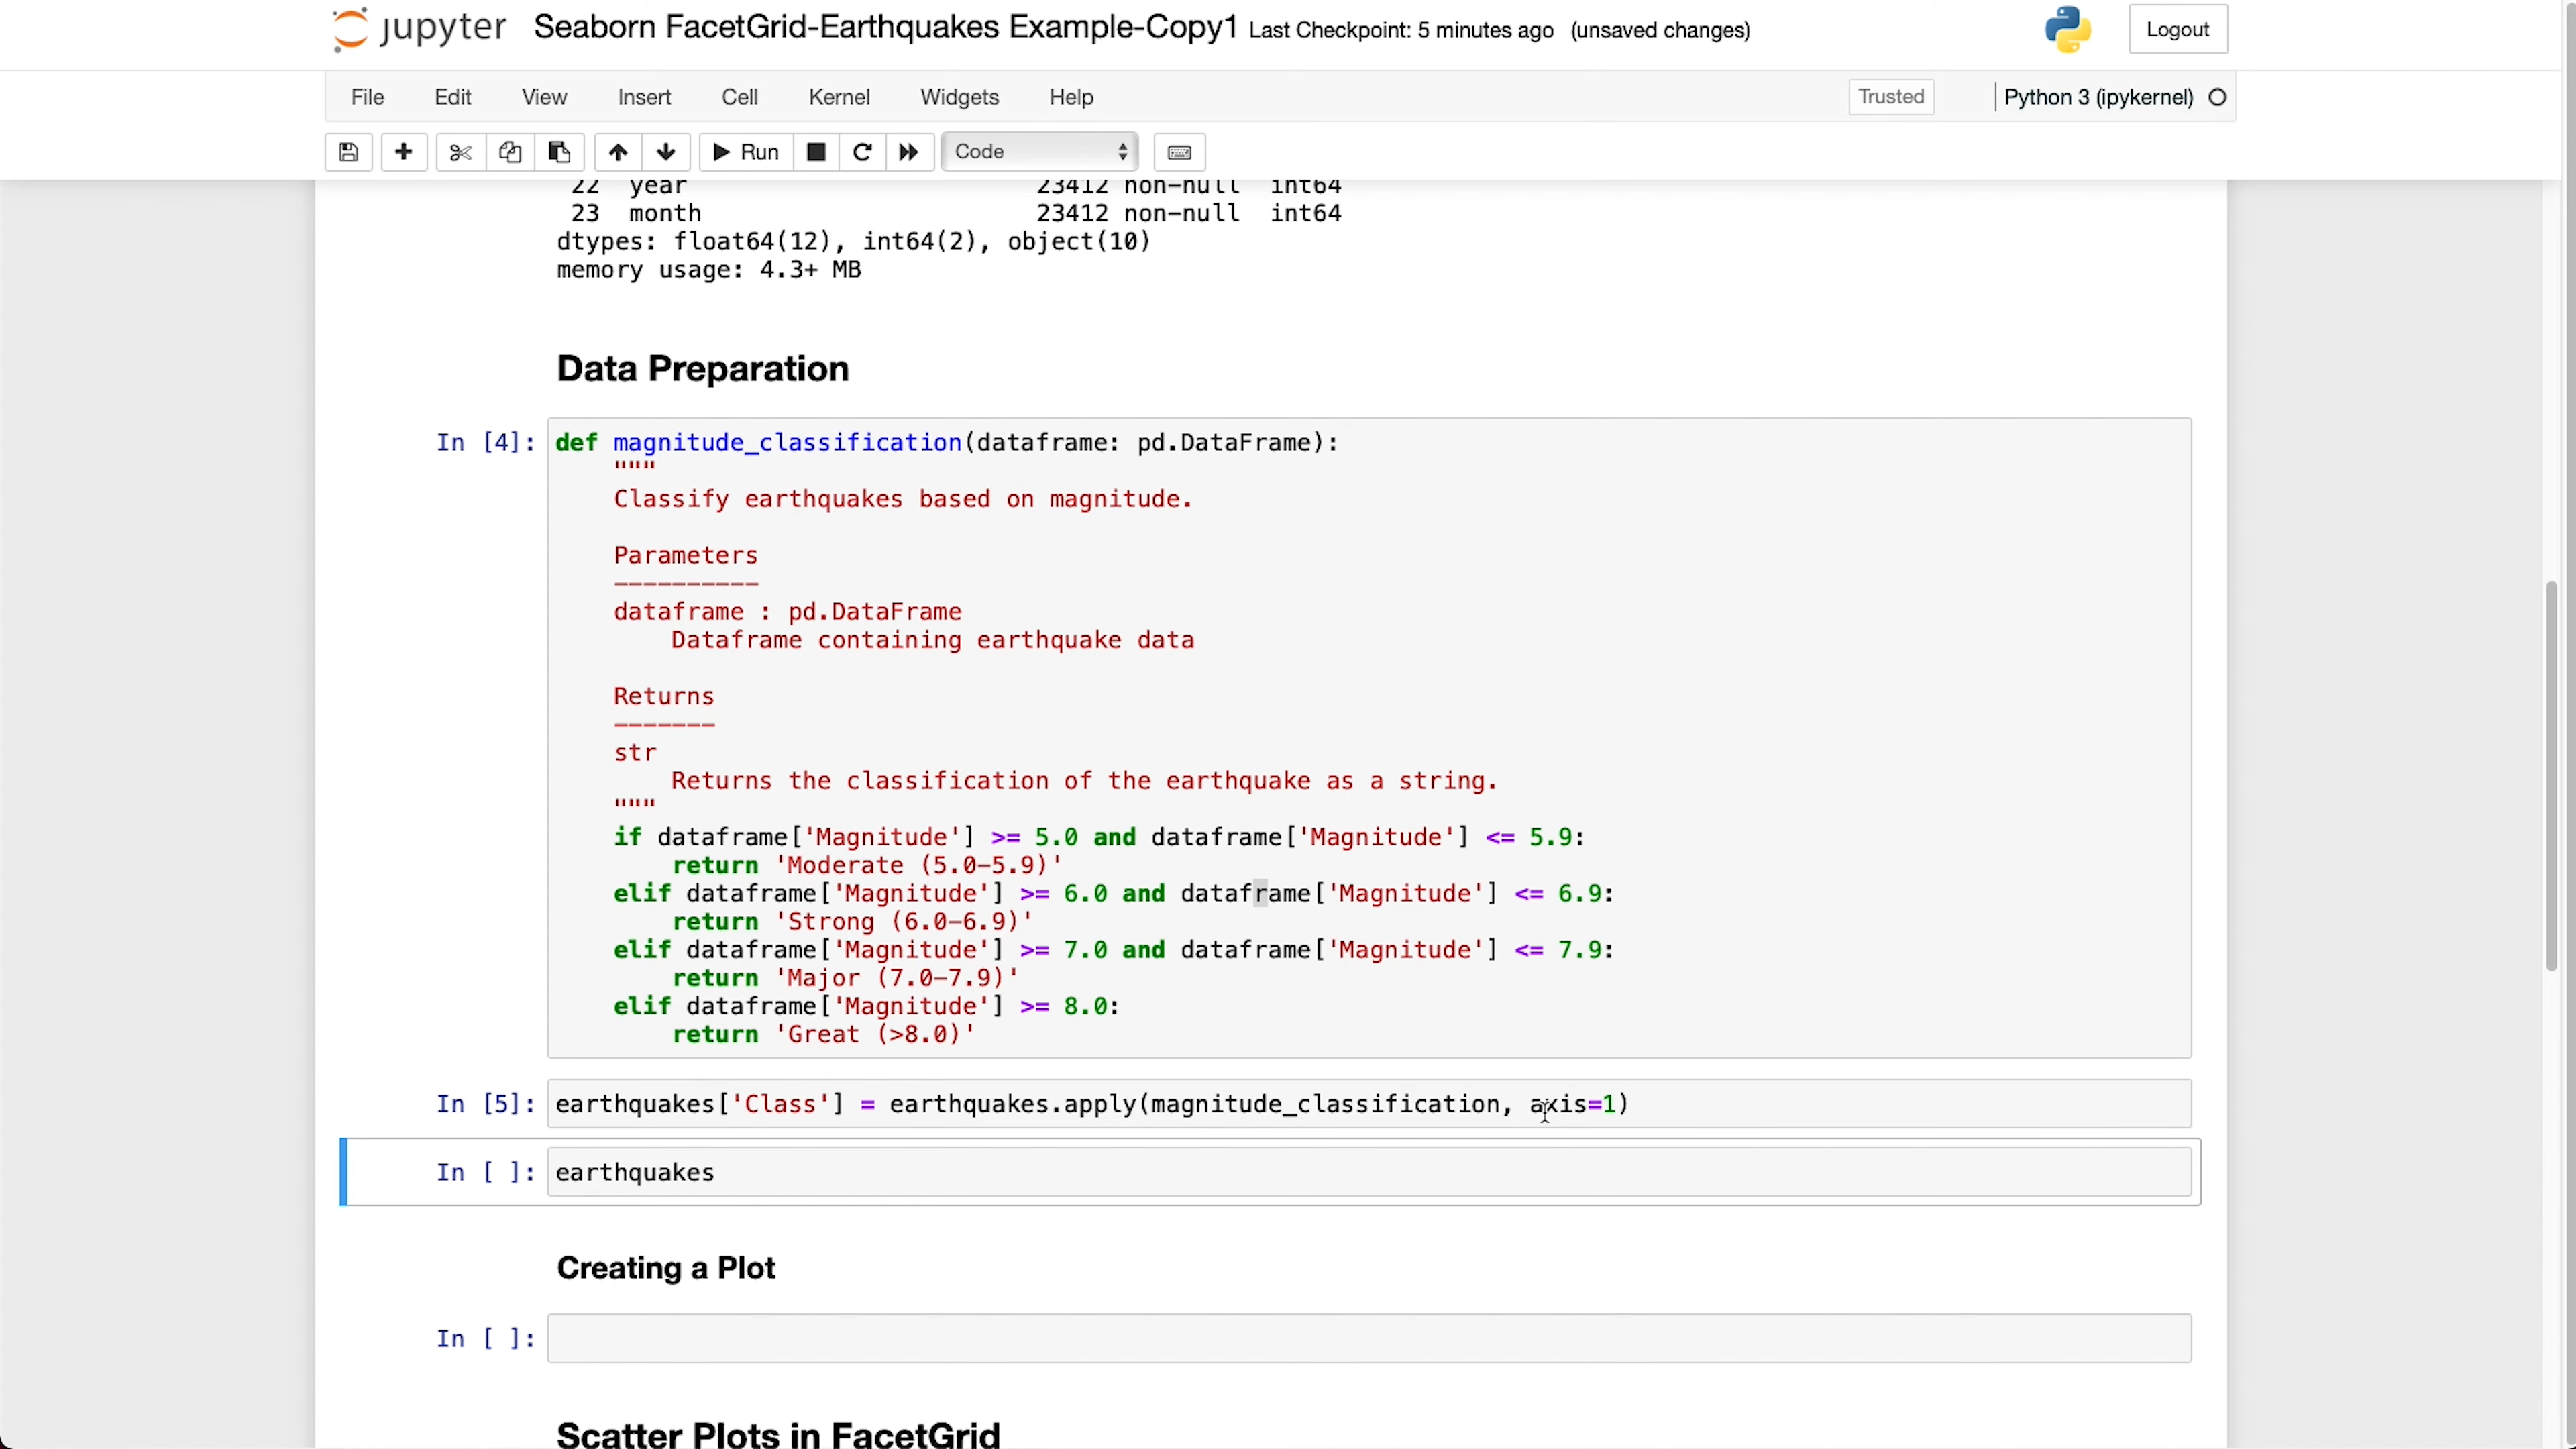 jupyter Seaborn FacetGrid-Earthquakes Example-Copy1 Last Checkpoint: 5 minutes ago (unsaved changes) Logout
File Edit View Insert Cell Kernel Widgets Help Trusted Python 3 (ipykernel)
Run Code
22 year 23412 non-null int64
23 month 23412 non-null int64
dtypes: float64(12), int64(2), object(10)
memory usage: 4.3+ MB
Data Preparation
In [4]: def magnitude_classification(dataframe: pd.DataFrame):
"""
Classify earthquakes based on magnitude.
Parameters
----------
dataframe : pd.DataFrame
Dataframe containing earthquake data
Returns
-------
str
Returns the classification of the earthquake as a string.
"""
if dataframe['Magnitude'] >= 5.0 and dataframe['Magnitude'] <= 5.9:
return 'Moderate (5.0-5.9)'
elif dataframe['Magnitude'] >= 6.0 and dataframe['Magnitude'] <= 6.9:
return 'Strong (6.0-6.9)'
elif dataframe['Magnitude'] >= 7.0 and dataframe['Magnitude'] <= 7.9:
return 'Major (7.0-7.9)'
elif dataframe['Magnitude'] >= 8.0:
return 'Great (>8.0)'
In [5]: earthquakes['Class'] = earthquakes.apply(magnitude_classification, axis=1)
In [ ]: earthquakes
Creating a Plot
In [ ]:
Scatter Plots in FacetGrid